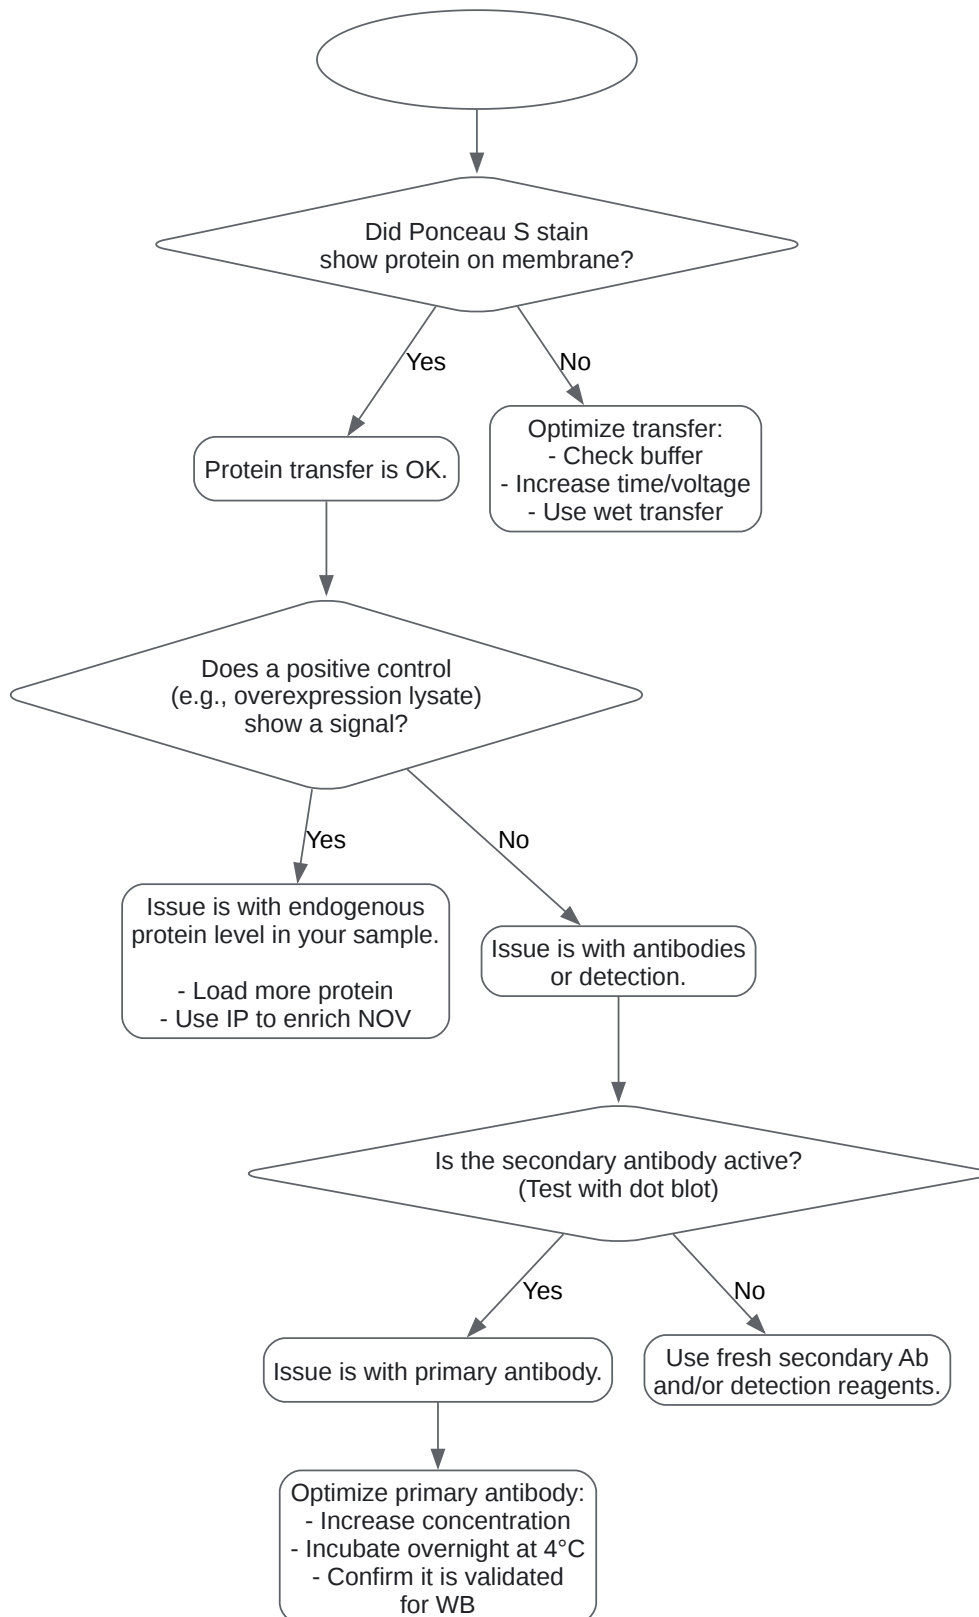 Did Ponceau S stain
show protein on membrane?
Yes
No
Optimize transfer:
- Check buffer
- Increase time/voltage
- Use wet transfer
Protein transfer is OK.
Does a positive control
(e.g., overexpression lysate)
show a signal?
Yes
No
Issue is with endogenous
protein level in your sample.
- Load more protein
- Use IP to enrich NOV
Issue is with antibodies
or detection.
Is the secondary antibody active?
(Test with dot blot)
Yes
No
Issue is with primary antibody.
Use fresh secondary Ab
and/or detection reagents.
Optimize primary antibody:
- Increase concentration
- Incubate overnight at 4°C
- Confirm it is validated
for WB